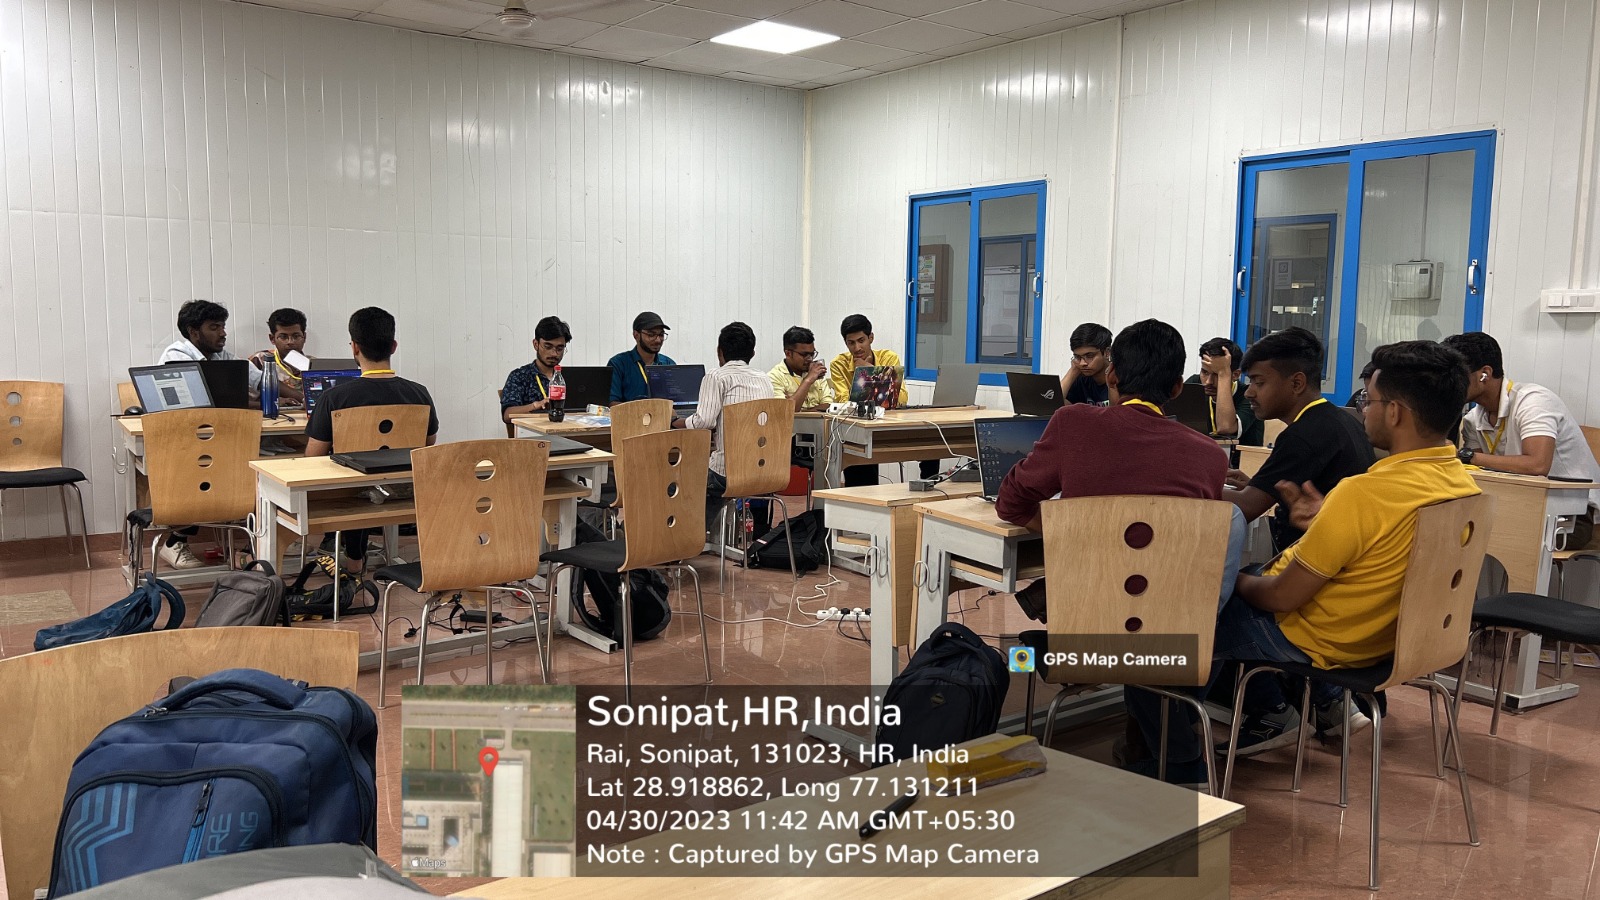 GPS Map Camera
Sonipat,HR,India
Rai, Sonipat, 131023, HR, India
Lat 28.918862, Long 77.131211
04/30/2023 11:42 AM GMT+05:30
Note : Captured by GPS Map Camera
Maps